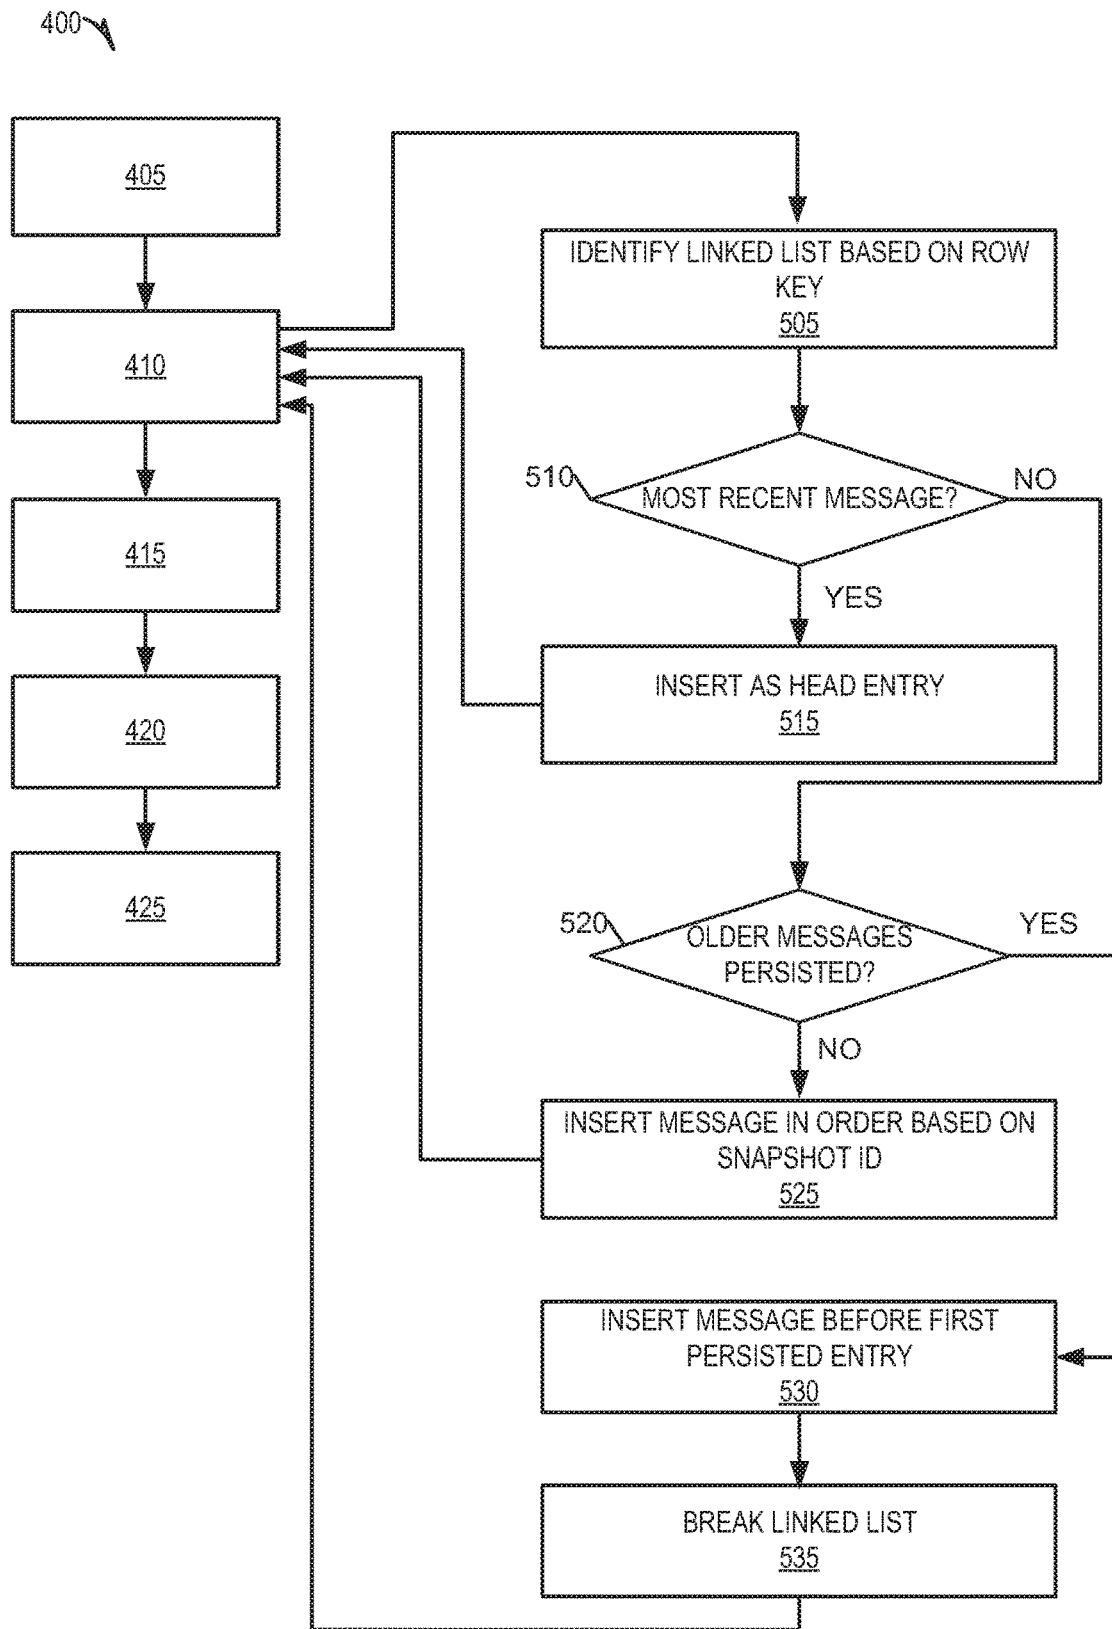 400
405
410
415
420
425
IDENTIFY LINKED LIST BASED ON ROW
KEY
505
510
MOST RECENT MESSAGE?
NO
YES
INSERT AS HEAD ENTRY
515
520
OLDER MESSAGES
PERSISTED?
YES
NO
INSERT MESSAGE IN ORDER BASED ON
SNAPSHOT ID
525
INSERT MESSAGE BEFORE FIRST
PERSISTED ENTRY
530
BREAK LINKED LIST
535